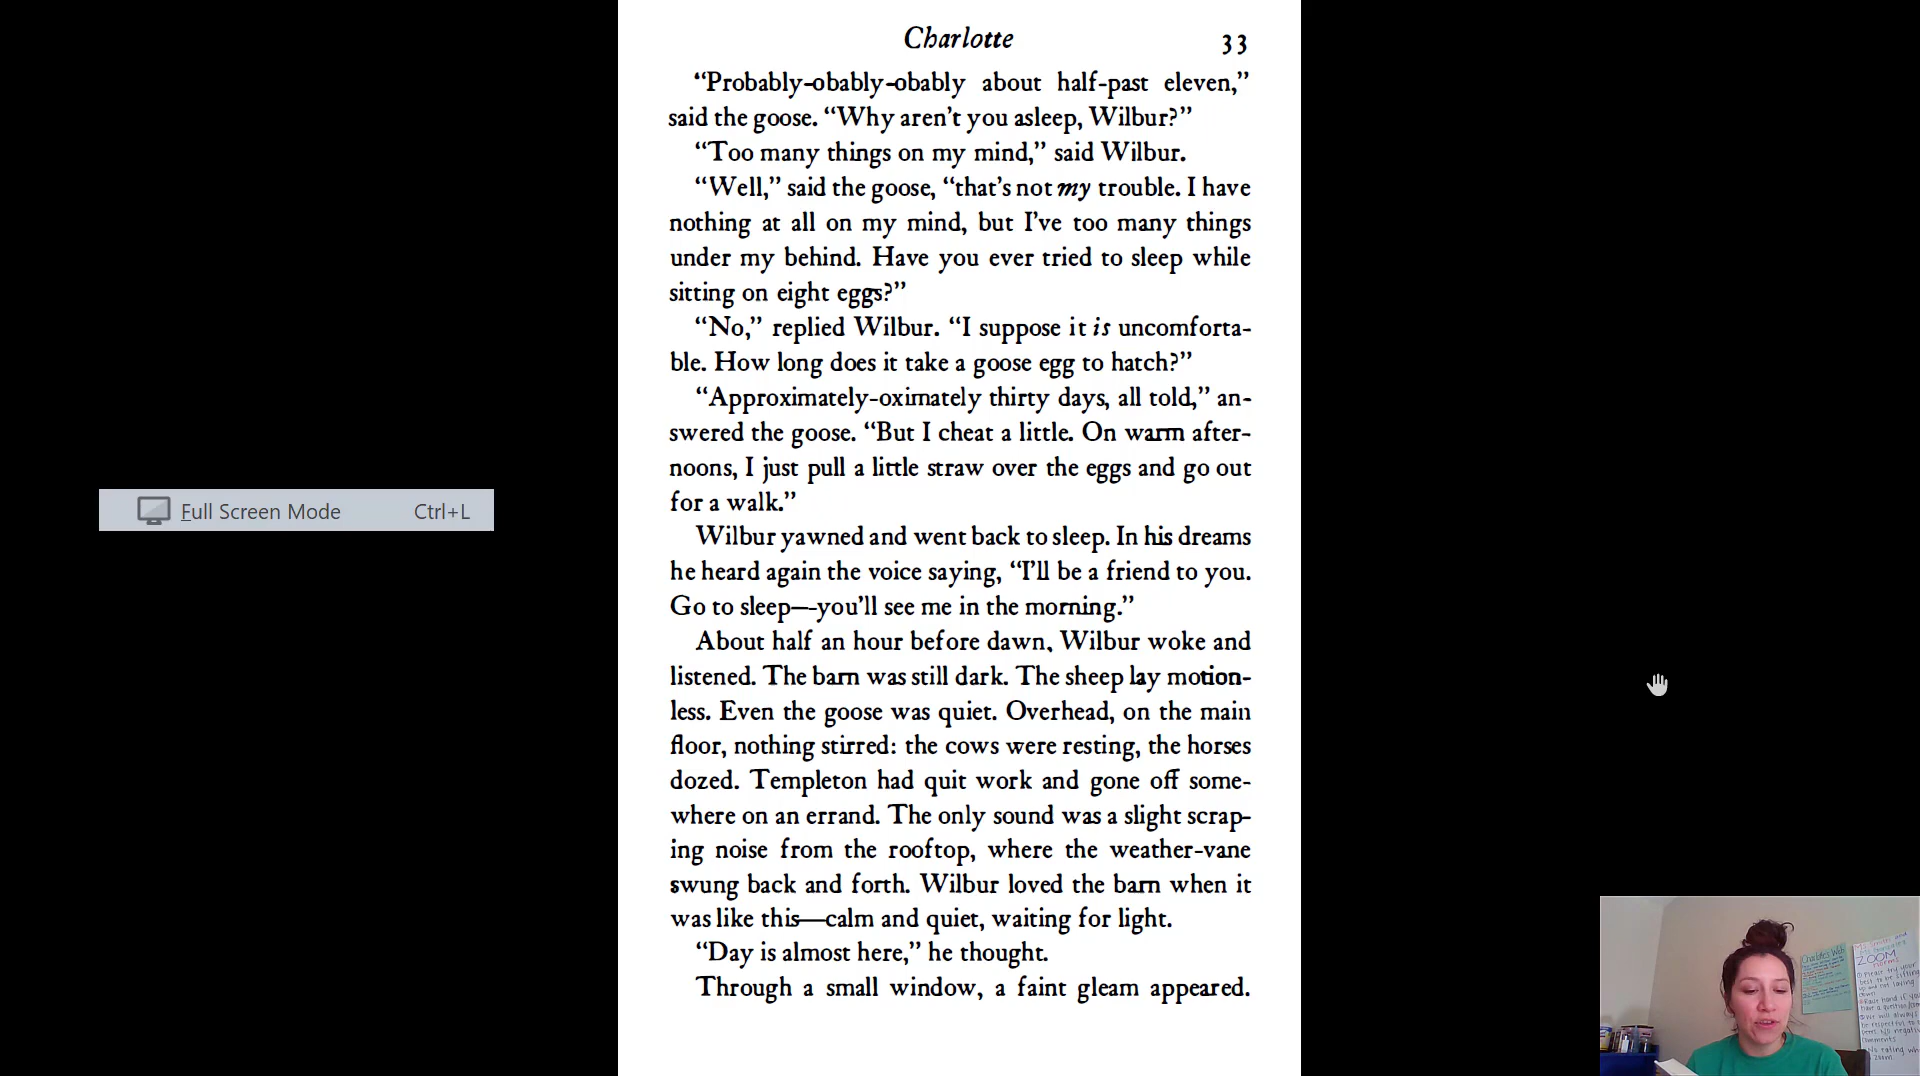 Charlotte 33
“Probably-obably-obably about half-past eleven,”
said the goose. “Why aren’t you asleep, Wilbur?”
“Too many things on my mind,” said Wilbur.
“Well,” said the goose, “that’s not my trouble. I have
nothing at all on my mind, but I’ve too many things
under my behind. Have you ever tried to sleep while
sitting on eight eggs?”
“No,” replied Wilbur. “I suppose it is uncomforta-
ble. How long does it take a goose egg to hatch?”
“Approximately-oximately thirty days, all told,” an-
swered the goose. “But I cheat a little. On warm after-
noons, I just pull a little straw over the eggs and go out
for a walk.”
Wilbur yawned and went back to sleep. In his dreams
he heard again the voice saying, “I’ll be a friend to you.
Go to sleep—you’ll see me in the morning.”
About half an hour before dawn, Wilbur woke and
listened. The barn was still dark. The sheep lay motion-
less. Even the goose was quiet. Overhead, on the main
floor, nothing stirred: the cows were resting, the horses
dozed. Templeton had quit work and gone off some-
where on an errand. The only sound was a slight scrap-
ing noise from the rooftop, where the weather-vane
swung back and forth. Wilbur loved the barn when it
was like this—calm and quiet, waiting for light.
“Day is almost here,” he thought.
Through a small window, a faint gleam appeared.
Full Screen Mode Ctrl+L
Charlotte's Web
ZOOM
norms